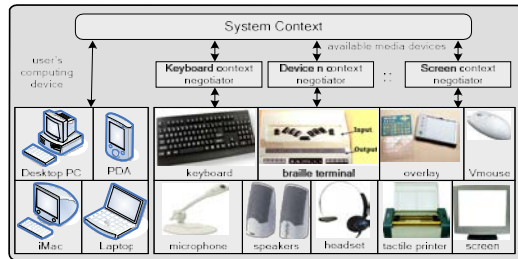 System Context
user's
computing
device
available media devices
Keyboard context
negotiator
Device n context
negotiator
::
Screen context
negotiator
Input
Output
Desktop PC
PDA
keyboard
braille terminal
overlay
Vmouse
iMac
Laptop
microphone
speakers
headset
tactile printer
screen